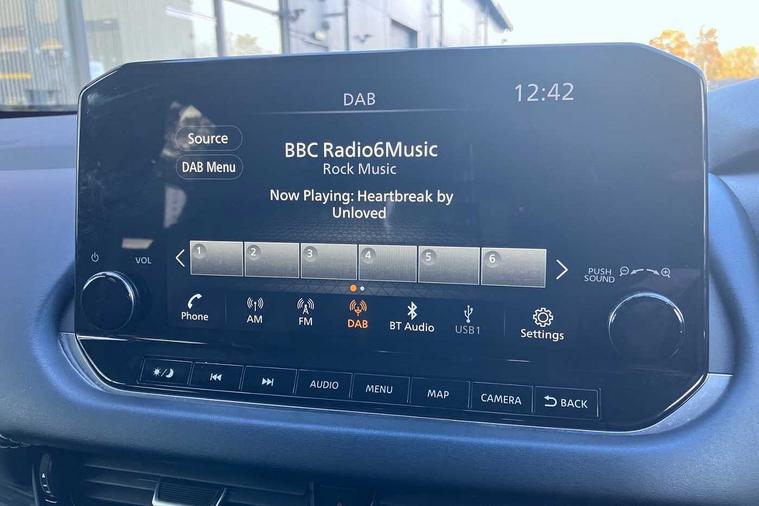 DAB
12:42
Source
DAB Menu
BBC Radio6Music
Rock Music
Now Playing: Heartbreak by
Unloved
1 2 3 4 5 6
VOL
PUSH
SOUND
Phone
AM
FM
DAB
BT Audio
USB1
Settings
AUDIO
MENU
MAP
CAMERA
BACK